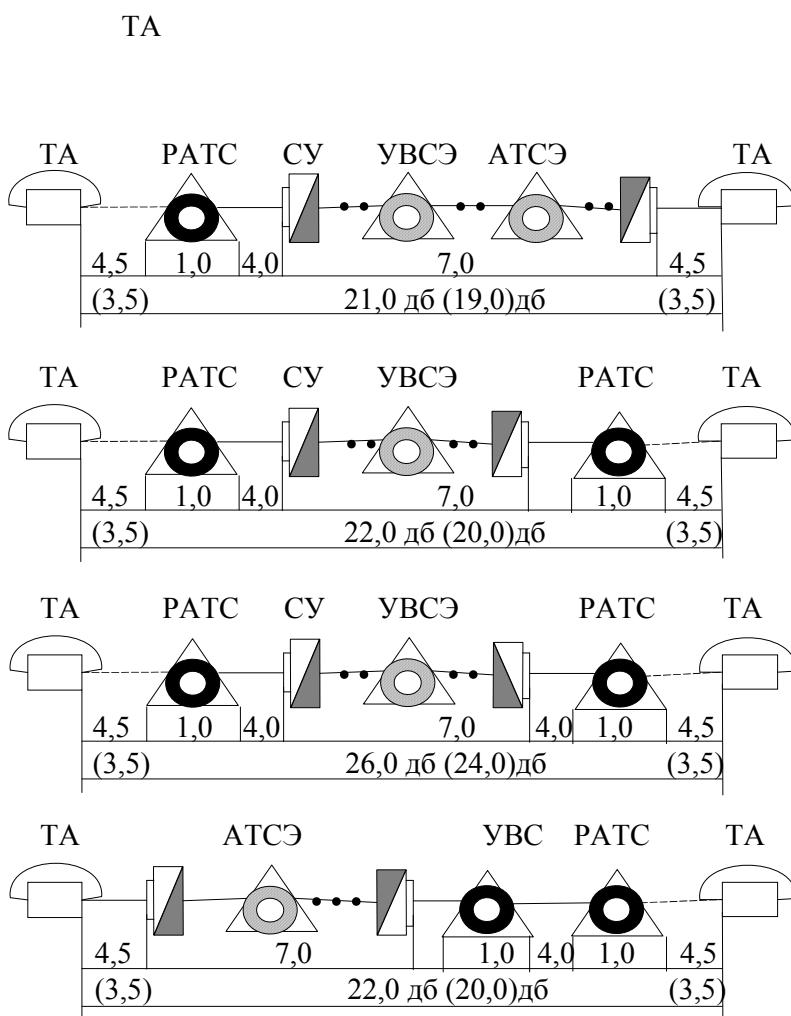 ТА
ТА РАТС СУ УВСЭ АТСЭ ТА
4,5 1,0 4,0 7,0 4,5
(3,5) 21,0 дб (19,0)дб (3,5)
ТА РАТС СУ УВСЭ РАТС ТА
4,5 1,0 4,0 7,0 1,0 4,5
(3,5) 22,0 дб (20,0)дб (3,5)
ТА РАТС СУ УВСЭ РАТС ТА
4,5 1,0 4,0 7,0 4,0 1,0 4,5
(3,5) 26,0 дб (24,0)дб (3,5)
ТА АТСЭ УВС РАТС ТА
4,5 7,0 1,0 4,0 1,0 4,5
(3,5) 22,0 дб (20,0)дб (3,5)